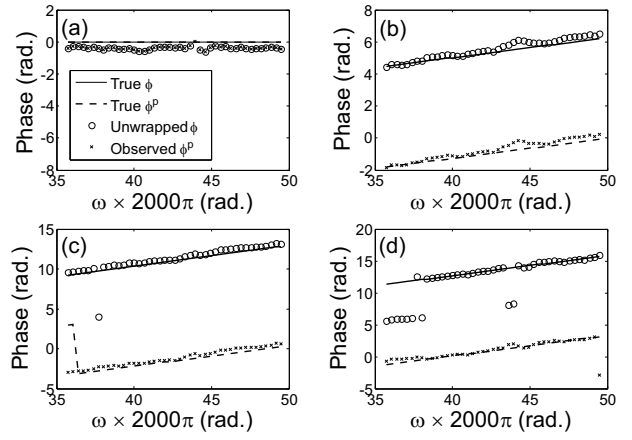 (a)
Phase (rad.)
2
0
-2
-4
-6
-8
True ϕ
True ϕᵖ
Unwrapped ϕ
Observed ϕᵖ
35 40 45 50
ω × 2000π (rad.)
(b)
Phase (rad.)
8
6
4
2
0
-2
35 40 45 50
ω × 2000π (rad.)
(c)
Phase (rad.)
15
10
5
0
-5
35 40 45 50
ω × 2000π (rad.)
(d)
Phase (rad.)
20
15
10
5
0
-5
35 40 45 50
ω × 2000π (rad.)